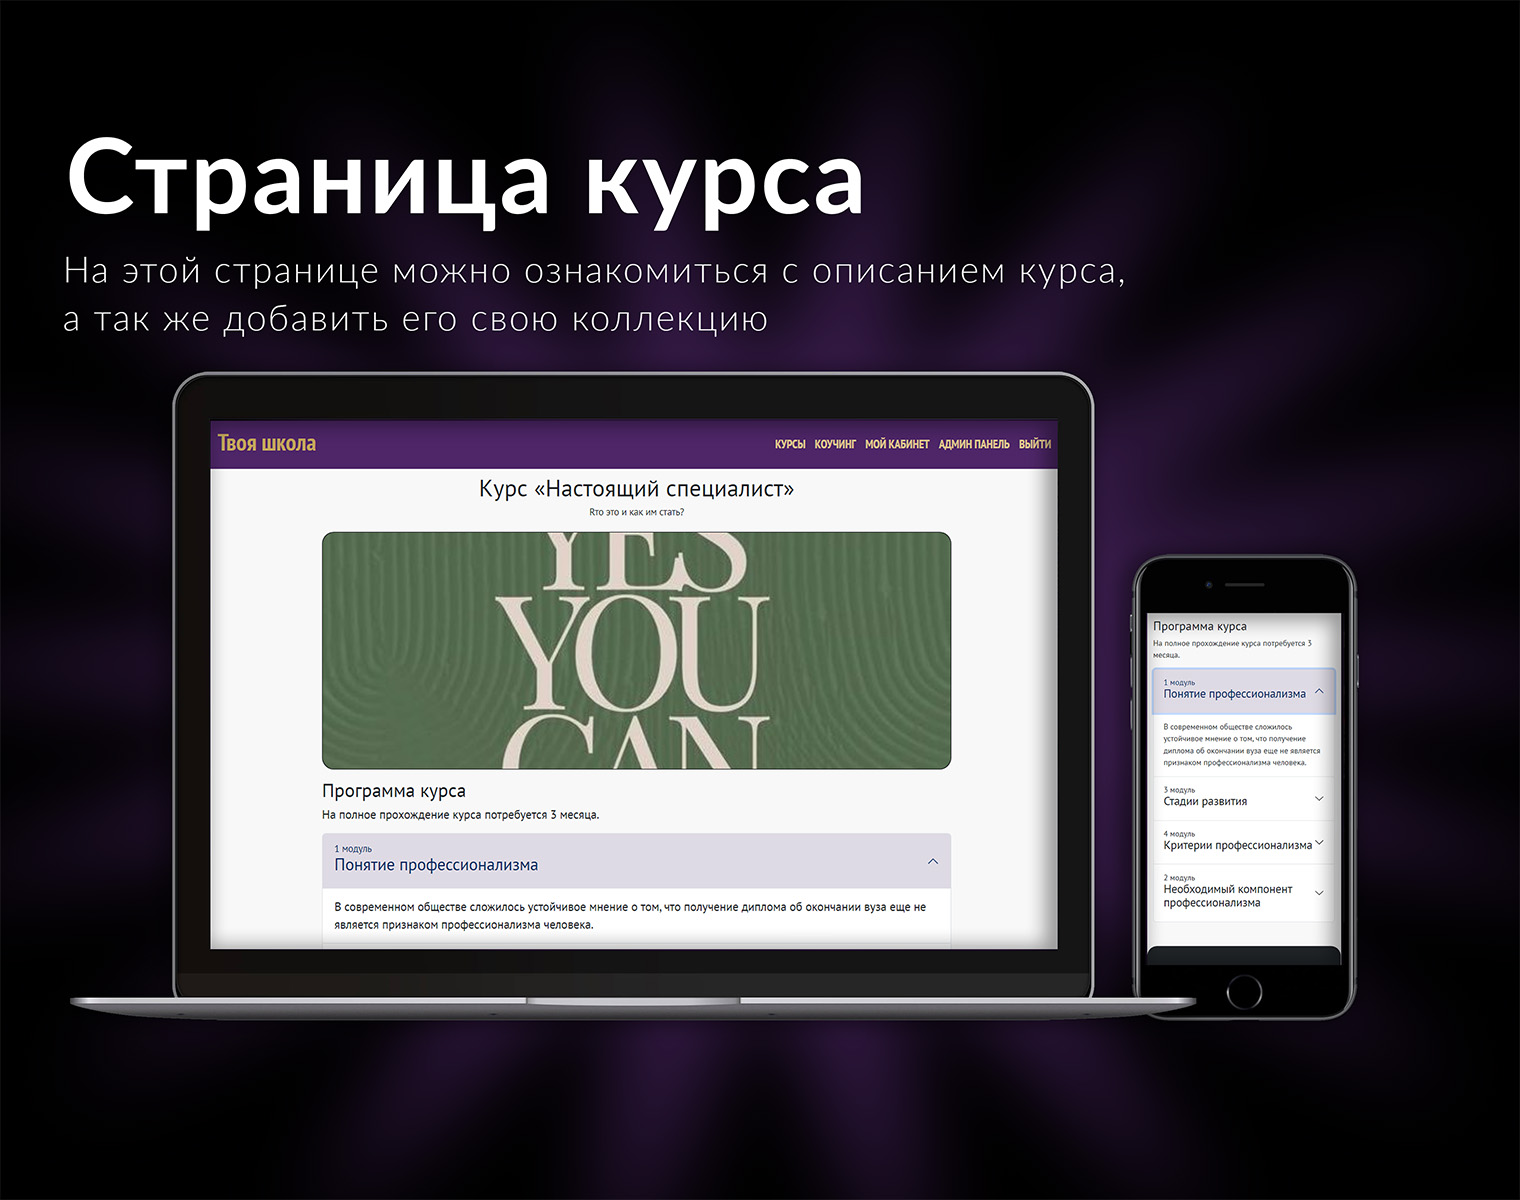 Страница курса
На этой странице можно ознакомиться с описанием курса,
а так же добавить его свою коллекцию
Твоя школа
КУРСЫ КОУЧИНГ МОЙ КАБИНЕТ АДМИН ПАНЕЛЬ ВЫЙТИ
Курс «Настоящий специалист»
Кто это и как им стать?
YES
YOU
CAN
Программа курса
На полное прохождение курса потребуется 3 месяца.
1 модуль
Понятие профессионализма
В современном обществе сложилось устойчивое мнение о том, что получение диплома об окончании вуза еще не
является признаком профессионализма человека.
Программа курса
На полное прохождение курса потребуется 3
месяца.
1 модуль
Понятие профессионализма
В современном обществе сложилось
устойчивое мнение о том, что получение
диплома об окончании вуза еще не является
признаком профессионализма человека.
3 модуль
Стадии развития
4 модуль
Критерии профессионализма
2 модуль
Необходимый компонент
профессионализма